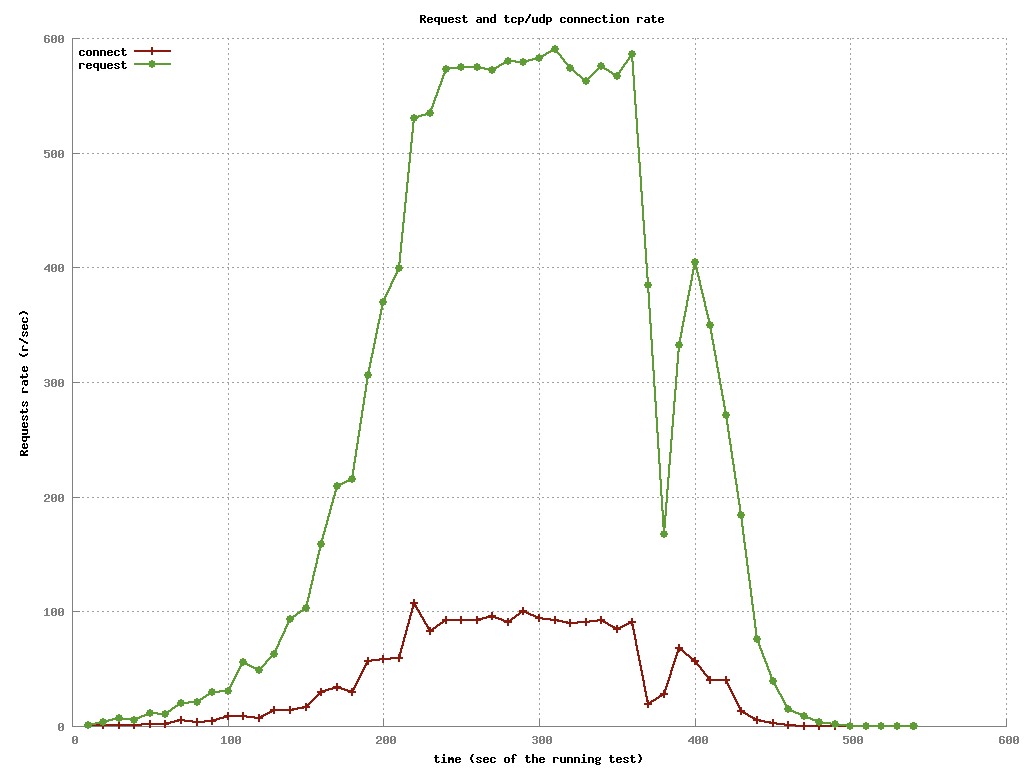 Request and tcp/udp connection rate
connect
request
600
500
400
300
200
100
0
Requests rate (r/sec)
0 100 200 300 400 500 600
time (sec of the running test)